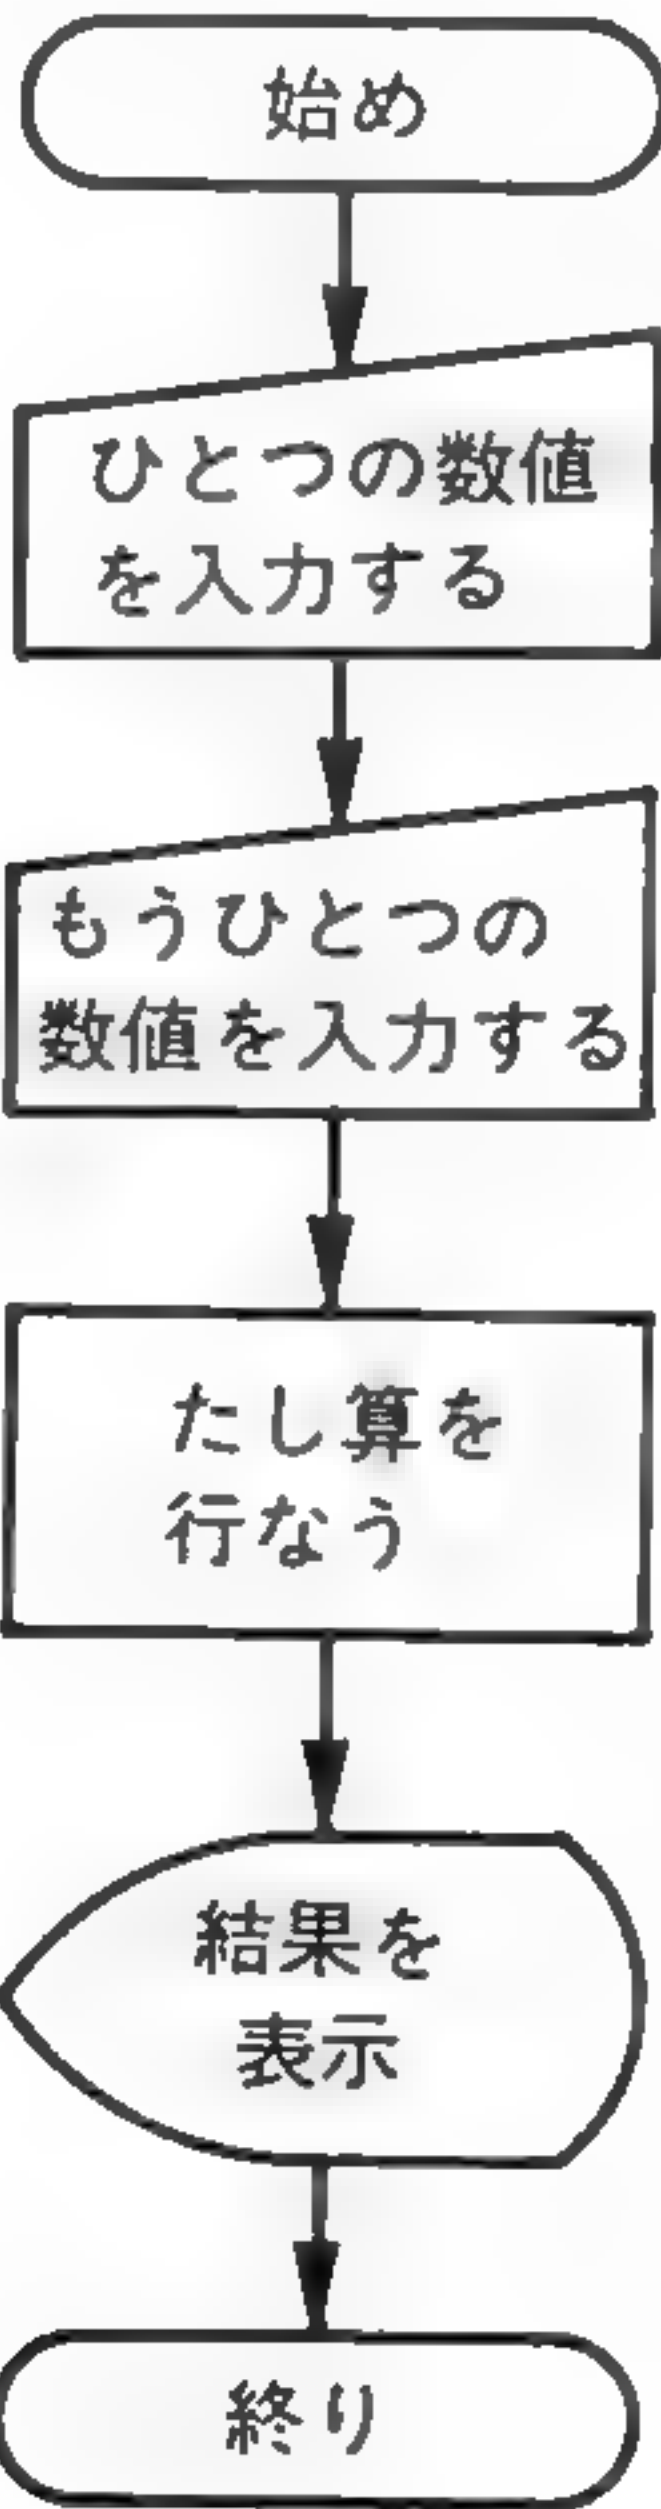 始め
ひとつの数値
を入力する
もうひとつの
数値を入力する
たし算を
行なう
結果を
表示
終り